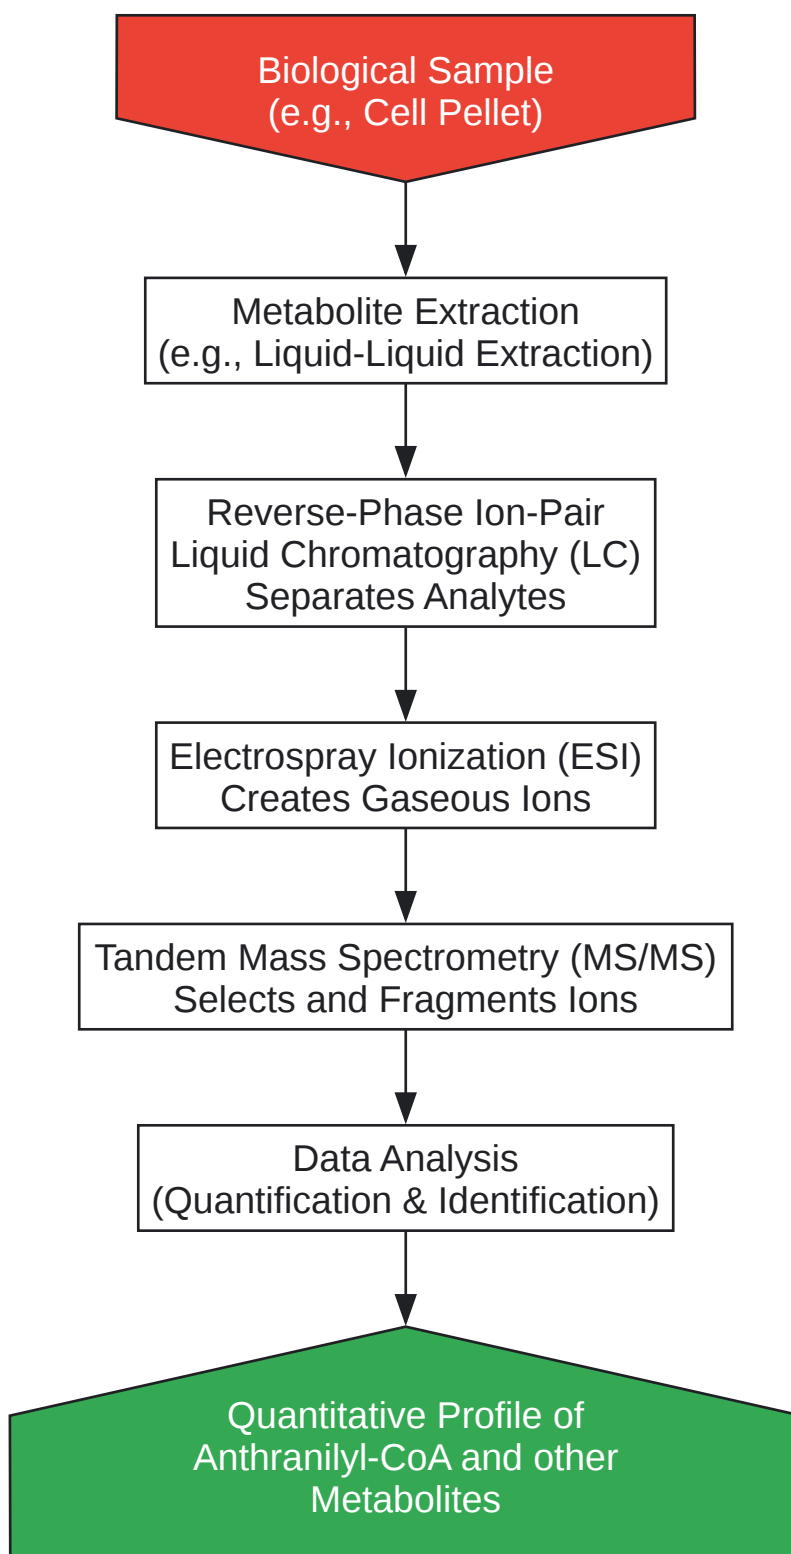 Biological Sample
(e.g., Cell Pellet)
Metabolite Extraction
(e.g., Liquid-Liquid Extraction)
Reverse-Phase Ion-Pair
Liquid Chromatography (LC)
Separates Analytes
Electrospray Ionization (ESI)
Creates Gaseous Ions
Tandem Mass Spectrometry (MS/MS)
Selects and Fragments Ions
Data Analysis
(Quantification & Identification)
Quantitative Profile of
Anthranilyl-CoA and other
Metabolites